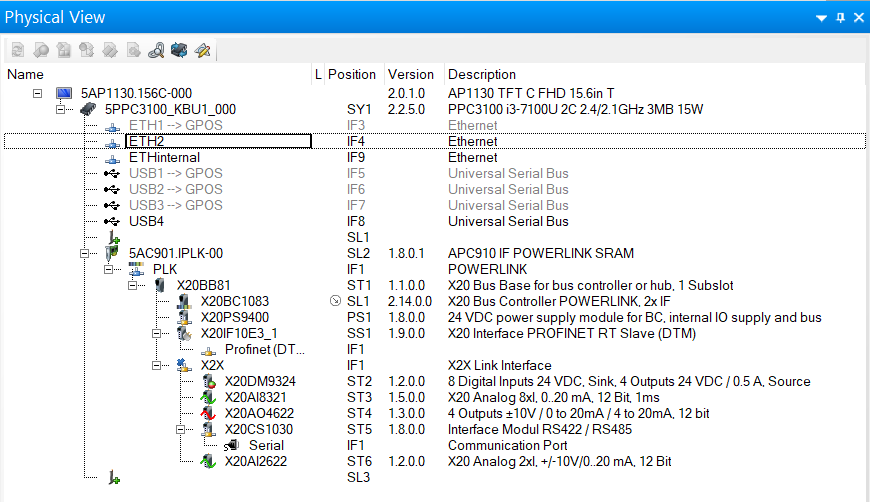 Physical View
Name L Position Version Description
5AP1130.156C-000 2.0.1.0 AP1130 TFT C FHD 15.6in T
5PPC3100_KBU1_000 SY1 2.2.5.0 PPC3100 i3-7100U 2C 2.4/2.1GHz 3MB 15W
ETH1 --> GPOS IF3 Ethernet
ETH2 IF4 Ethernet
ETHinternal IF9 Ethernet
USB1 --> GPOS IF5 Universal Serial Bus
USB2 --> GPOS IF6 Universal Serial Bus
USB3 --> GPOS IF7 Universal Serial Bus
USB4 IF8 Universal Serial Bus
SL1
5AC901.IPLK-00 SL2 1.8.0.1 APC910 IF POWERLINK SRAM
PLK IF1 POWERLINK
X20BB81 ST1 1.1.0.0 X20 Bus Base for bus controller or hub, 1 Subslot
X20BC1083 SL1 2.14.0.0 X20 Bus Controller POWERLINK, 2x IF
X20PS9400 PS1 1.8.0.0 24 VDC power supply module for BC, internal IO supply and bus
X20IF10E3_1 SS1 1.9.0.0 X20 Interface PROFINET RT Slave (DTM)
Profinet (DT... IF1
X2X IF1 X2X Link Interface
X20DM9324 ST2 1.2.0.0 8 Digital Inputs 24 VDC, Sink, 4 Outputs 24 VDC / 0.5 A, Source
X20AI8321 ST3 1.5.0.0 X20 Analog 8xI, 0..20 mA, 12 Bit, 1ms
X20AO4622 ST4 1.3.0.0 4 Outputs ±10V / 0 to 20mA / 4 to 20mA, 12 bit
X20CS1030 ST5 1.8.0.0 Interface Modul RS422 / RS485
Serial IF1 Communication Port
X20AI2622 ST6 1.2.0.0 X20 Analog 2xI, +/-10V/0..20 mA, 12 Bit
SL3